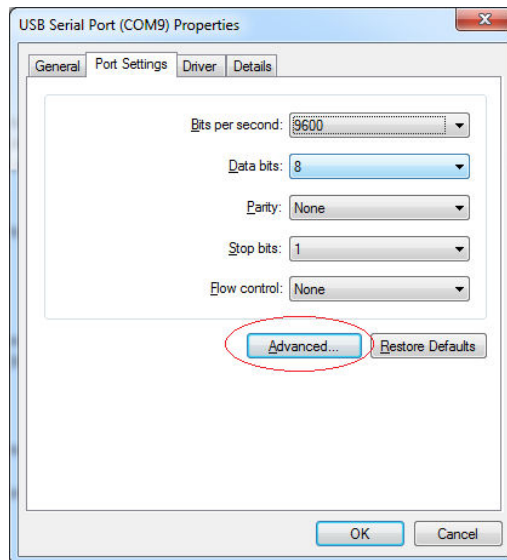 USB Serial Port (COM9) Properties
General Port Settings Driver Details
Bits per second: 9600
Data bits: 8
Parity: None
Stop bits: 1
Flow control: None
Advanced... Restore Defaults
OK Cancel